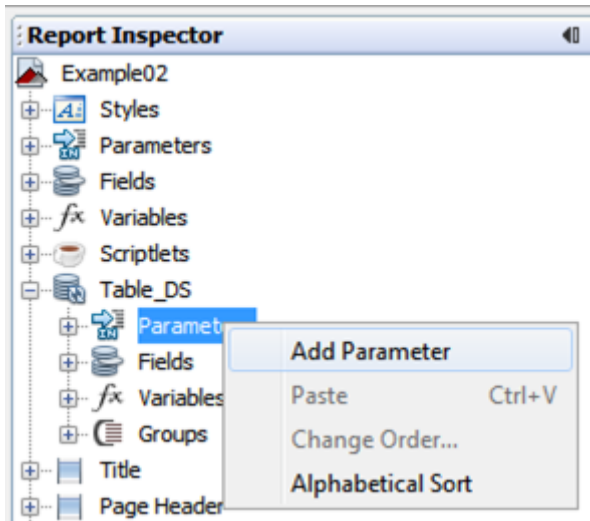 Report Inspector
Example02
Styles
Parameters
Fields
Variables
Scriptlets
Table_DS
Paramet
Fields
Variables
Groups
Title
Page Header
Add Parameter
Paste Ctrl+V
Change Order...
Alphabetical Sort